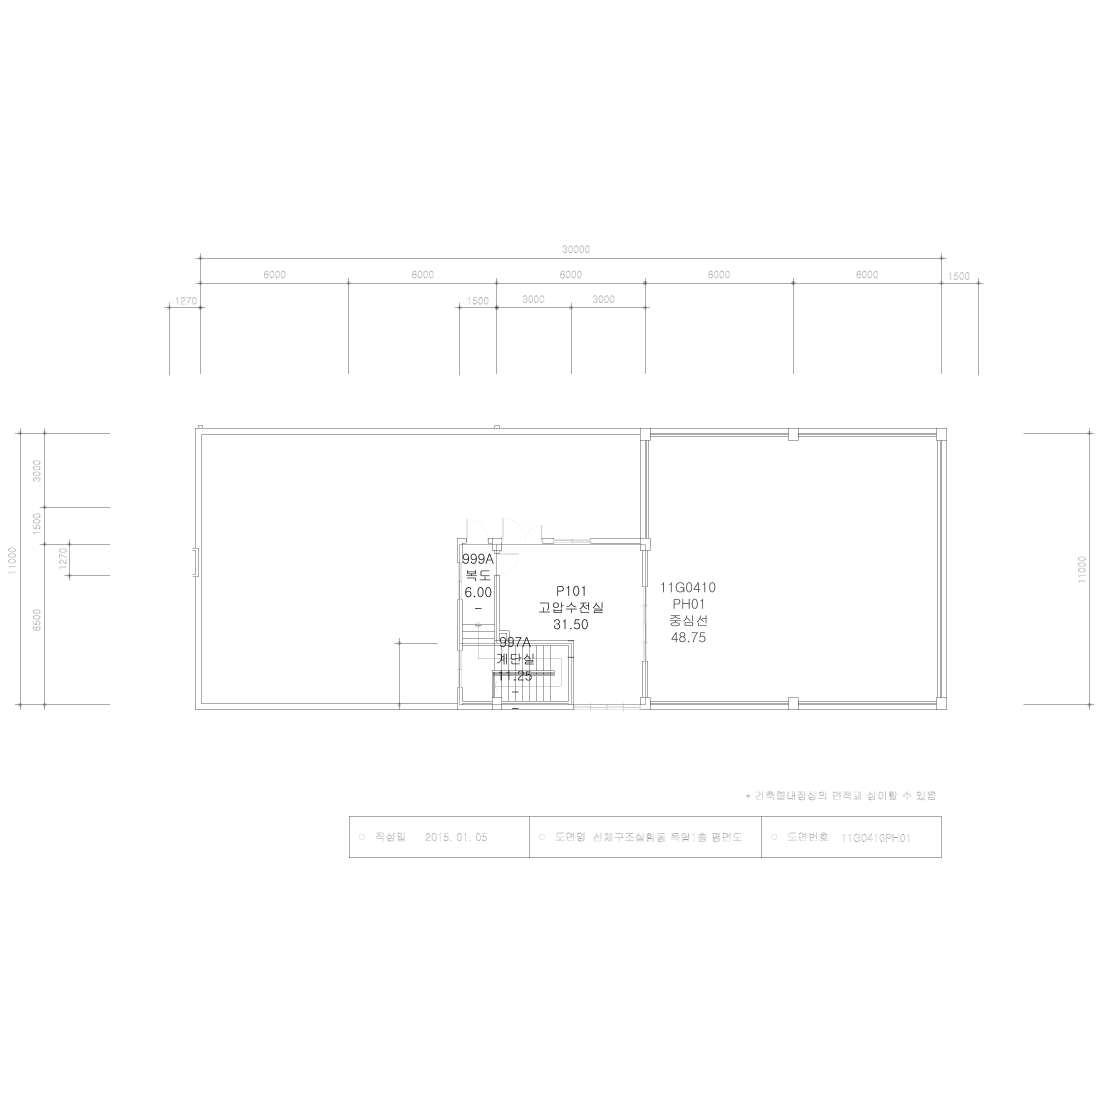 30000
6000
6000
6000
6000
6000
1500
1270
1500
3000
3000
3000
1500
1270
11000
6500
11000
999A
복도
6.00
P101
고압수전실
31.50
11G0410
PH01
중심선
48.75
997A
계단실
11.25
* 건축물대장상의 면적과 상이할 수 있음
작성일 2015. 01. 05
도면명 신체구조실험동 옥탑1층 평면도
도면번호 11G0410PH01